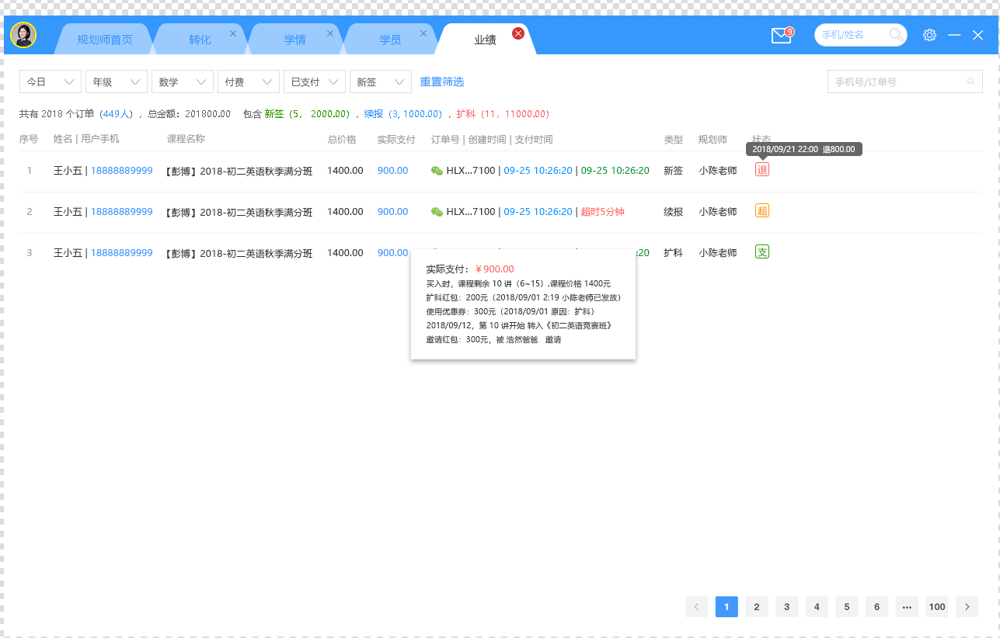 规划师首页 转化 学情 学员 业绩 9 手机/姓名
今日 年级 数学 付费 已支付 新签 重置筛选 手机号/订单号
共有 2018 个订单（449人），总金额：201800.00 包含 新签（5， 2000.00），续报（3, 1000.00），扩科（11，11000.00）
序号 姓名 | 用户手机 课程名称 总价格 实际支付 订单号 | 创建时间 | 支付时间 类型 规划师 状态
2018/09/21 22:00 退800.00
1 王小五 | 18888889999 【彭博】2018-初二英语秋季满分班 1400.00 900.00 HLX...7100 | 09-25 10:26:20 | 09-25 10:26:20 新签 小陈老师 退
2 王小五 | 18888889999 【彭博】2018-初二英语秋季满分班 1400.00 900.00 HLX...7100 | 09-25 10:26:20 | 超时5分钟 续报 小陈老师 超
3 王小五 | 18888889999 【彭博】2018-初二英语秋季满分班 1400.00 900.00 :20 扩科 小陈老师 支
实际支付：￥900.00
买入时，课程剩余 10 讲（6~15）,课程价格 1400元
扩科红包：200元（2018/09/01 2:19 小陈老师已发放）
使用优惠券：300元（2018/09/01 原因：扩科）
2018/09/12，第 10 讲开始 转入《初二英语竞赛班》
邀请红包：300元，被 浩然爸爸 邀请
1 2 3 4 5 6 ••• 100